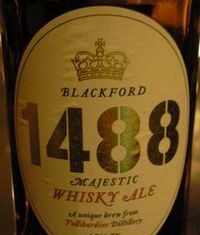 BLACKFORD
1488
MAJESTIC
WHISKY ALE
A unique brew from
Tullibardine Distillery